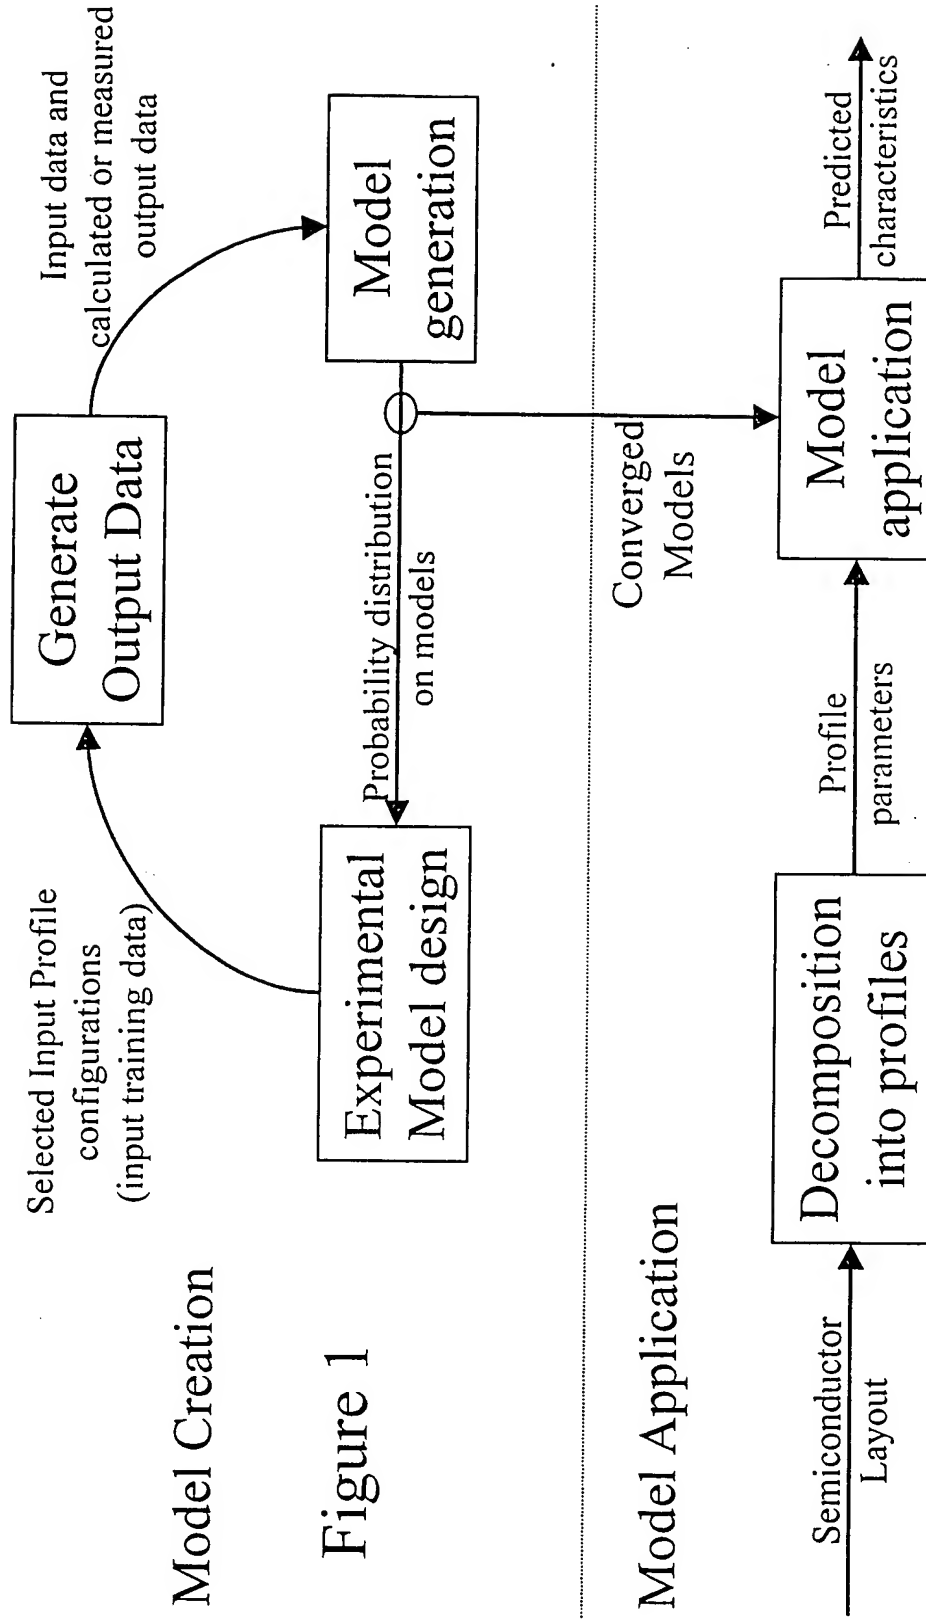 Model Creation
Figure 1
Selected Input Profile
configurations
(input training data)
Generate
Output Data
Input data and
calculated or measured
output data
Experimental
Model design
Probability distribution
on models
Model
generation
Converged
Models
Model Application
Semiconductor
Layout
Decomposition
into profiles
Profile
parameters
Model
application
Predicted
characteristics